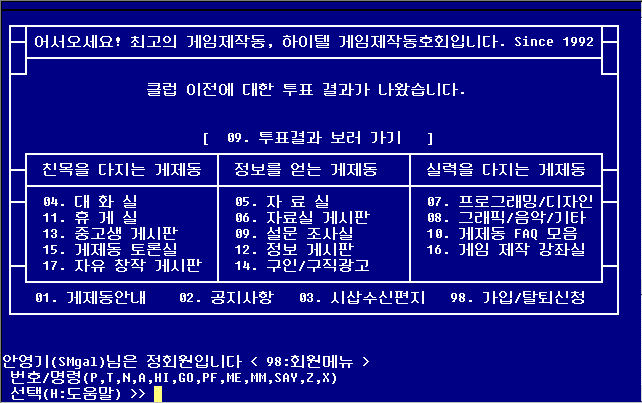 어서오세요! 최고의 게임제작동, 하이텔 게임제작동호회입니다. Since 1992
클럽 이전에 대한 투표 결과가 나왔습니다.
[ 09. 투표결과 보러 가기 ]
친목을 다지는 게제동 정보를 얻는 게제동 실력을 다지는 게제동
04. 대 화 실 05. 자 료 실 07. 프로그래밍/디자인
11. 휴 게 실 06. 자료실 게시판 08. 그래픽/음악/기타
13. 중고생 게시판 09. 설문 조사실 10. 게제동 FAQ 모음
15. 게제동 토론실 12. 정보 게시판 16. 게임 제작 강좌실
17. 자유 창작 게시판 14. 구인/구직광고
01. 게제동안내 02. 공지사항 03. 시삽수신편지 98. 가입/탈퇴신청
안영기(SMgal)님은 정회원입니다 < 98:회원메뉴 >
번호/명령(P,T,N,A,HI,GO,PF,ME,MM,SAY,Z,X)
선택(H:도움말) >>